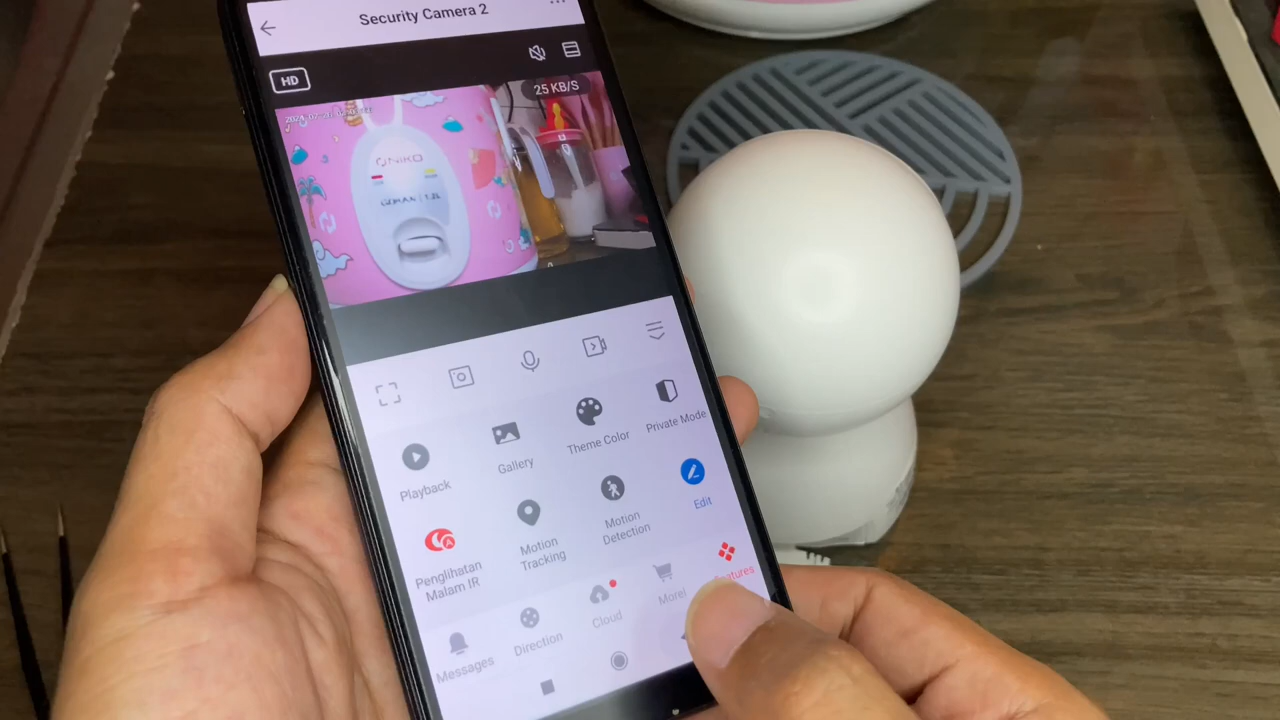 Security Camera 2
HD
25 KB/S
NIKO
Playback
Gallery
Theme Color
Private Mode
Penglihatan
Malam IR
Motion
Tracking
Motion
Detection
Edit
Messages
Direction
Cloud
More!